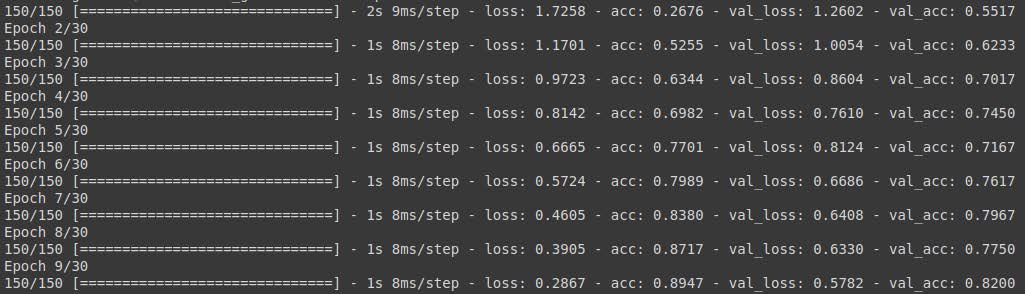 150/150 [==============================] - 2s 9ms/step - loss: 1.7258 - acc: 0.2676 - val_loss: 1.2602 - val_acc: 0.5517
Epoch 2/30
150/150 [==============================] - 1s 8ms/step - loss: 1.1701 - acc: 0.5255 - val_loss: 1.0054 - val_acc: 0.6233
Epoch 3/30
150/150 [==============================] - 1s 8ms/step - loss: 0.9723 - acc: 0.6344 - val_loss: 0.8604 - val_acc: 0.7017
Epoch 4/30
150/150 [==============================] - 1s 8ms/step - loss: 0.8142 - acc: 0.6982 - val_loss: 0.7610 - val_acc: 0.7450
Epoch 5/30
150/150 [==============================] - 1s 8ms/step - loss: 0.6665 - acc: 0.7701 - val_loss: 0.8124 - val_acc: 0.7167
Epoch 6/30
150/150 [==============================] - 1s 8ms/step - loss: 0.5724 - acc: 0.7989 - val_loss: 0.6686 - val_acc: 0.7617
Epoch 7/30
150/150 [==============================] - 1s 8ms/step - loss: 0.4605 - acc: 0.8380 - val_loss: 0.6408 - val_acc: 0.7967
Epoch 8/30
150/150 [==============================] - 1s 8ms/step - loss: 0.3905 - acc: 0.8717 - val_loss: 0.6330 - val_acc: 0.7750
Epoch 9/30
150/150 [==============================] - 1s 8ms/step - loss: 0.2867 - acc: 0.8947 - val_loss: 0.5782 - val_acc: 0.8200